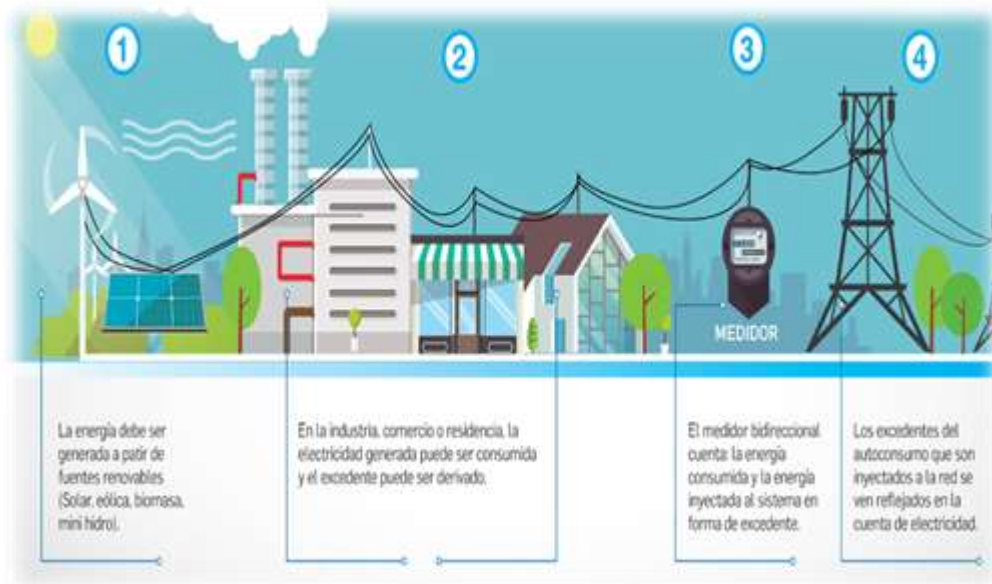 1
2
3
4
MEDIDOR
La energía debe ser
generada a patir de
fuentes renovables
(Solar, eólica, biomasa,
mini hidro).
En la industria, comercio o residencia, la
electricidad generada puede ser consumida
y el excedente puede ser derivado.
El medidor bidireccional
cuenta: la energía
consumida y la energía
inyectada al sistema en
forma de excedente.
Los excedentes del
autoconsumo que son
inyectados a la red se
ven reflejados en la
cuenta de electricidad.